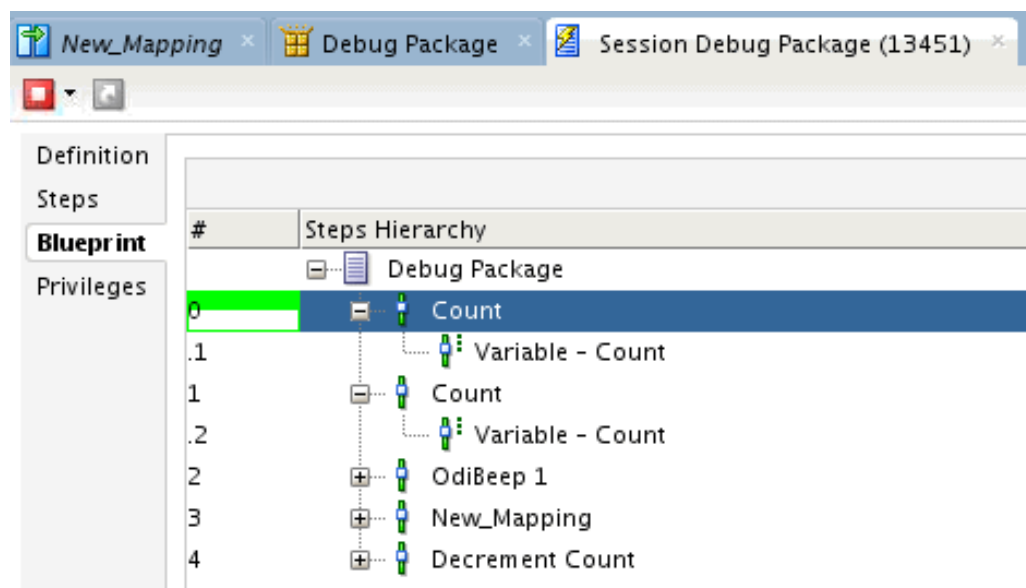 New_Mapping Debug Package Session Debug Package (13451)
Definition
Steps
Blueprint
Privileges
# Steps Hierarchy
Debug Package
0 Count
.1 Variable - Count
1 Count
.2 Variable - Count
2 OdiBeep 1
3 New_Mapping
4 Decrement Count